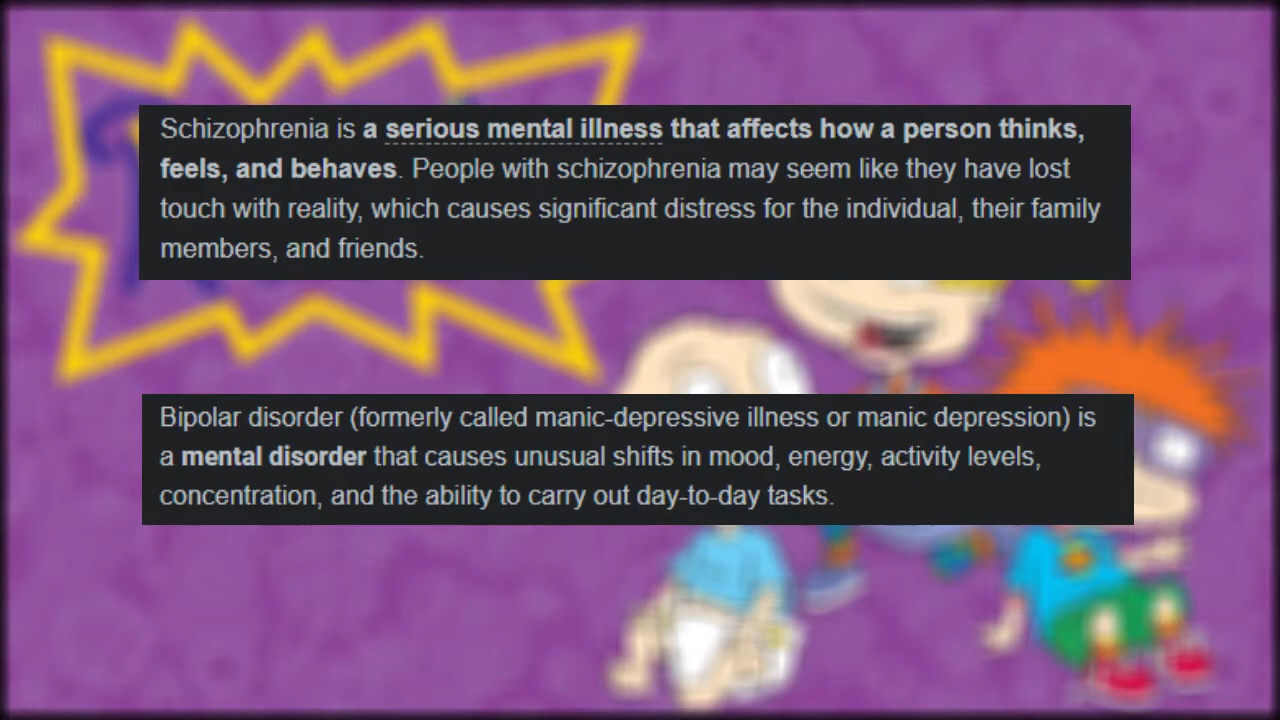 Schizophrenia is a serious mental illness that affects how a person thinks,
feels, and behaves. People with schizophrenia may seem like they have lost
touch with reality, which causes significant distress for the individual, their family
members, and friends.
Bipolar disorder (formerly called manic-depressive illness or manic depression) is
a mental disorder that causes unusual shifts in mood, energy, activity levels,
concentration, and the ability to carry out day-to-day tasks.